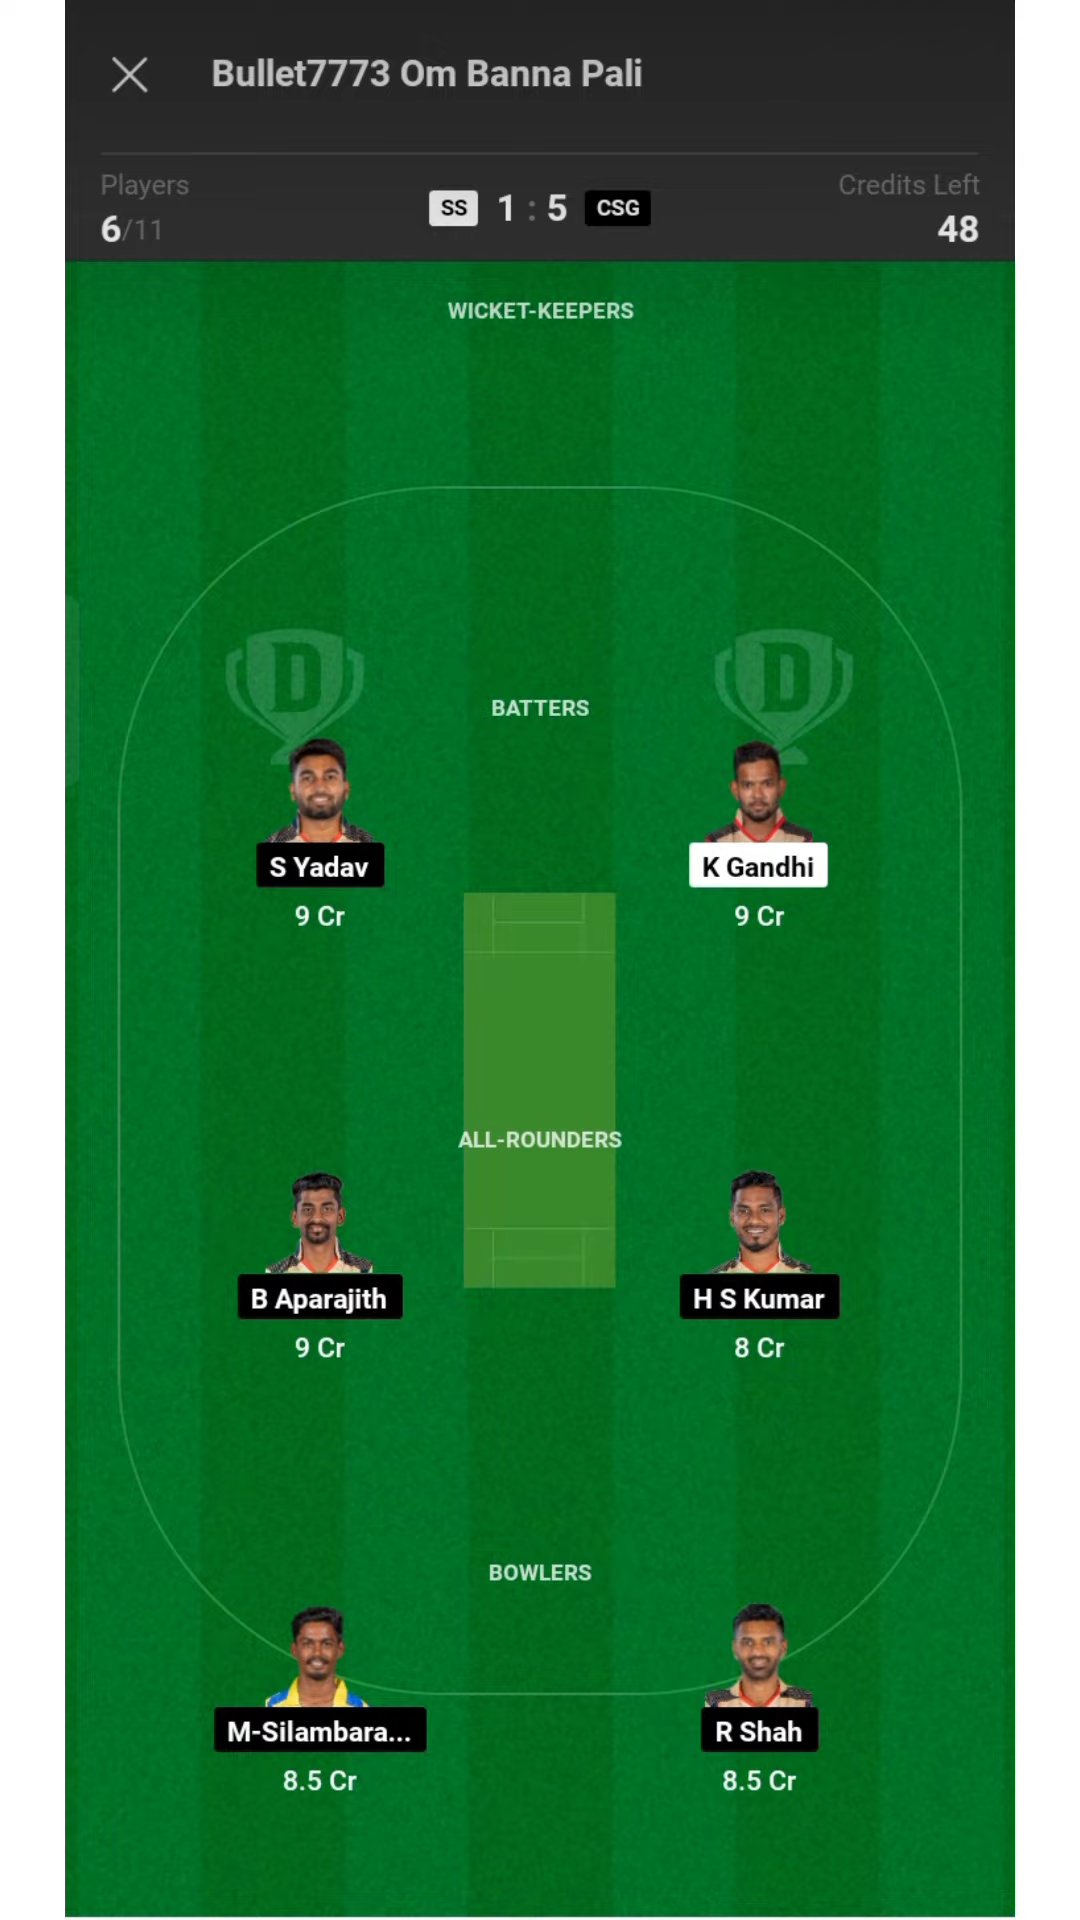 Bullet7773 Om Banna Pali
Players
6/11
SS 1 : 5 CSG
Credits Left
48
WICKET-KEEPERS
D D
BATTERS
S Yadav K Gandhi
9 Cr 9 Cr
ALL-ROUNDERS
B Aparajith H S Kumar
9 Cr 8 Cr
BOWLERS
M-Silambara... R Shah
8.5 Cr 8.5 Cr